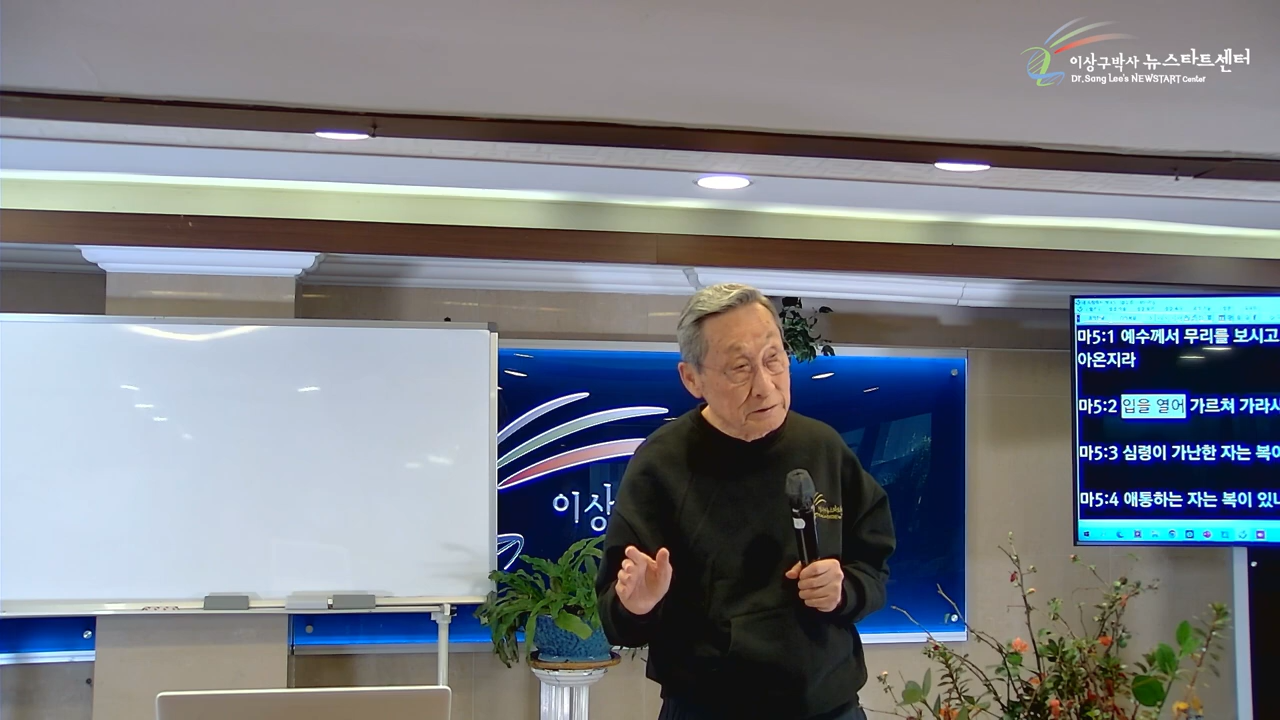 이상구박사 뉴스타트센터
Dr. Sang Lee's NEWSTART Center
이상
마5:1 예수께서 무리를 보시고
아온지라
마5:2 입을 열어 가르쳐 가라사
마5:3 심령이 가난한 자는 복이
마5:4 애통하는 자는 복이 있나